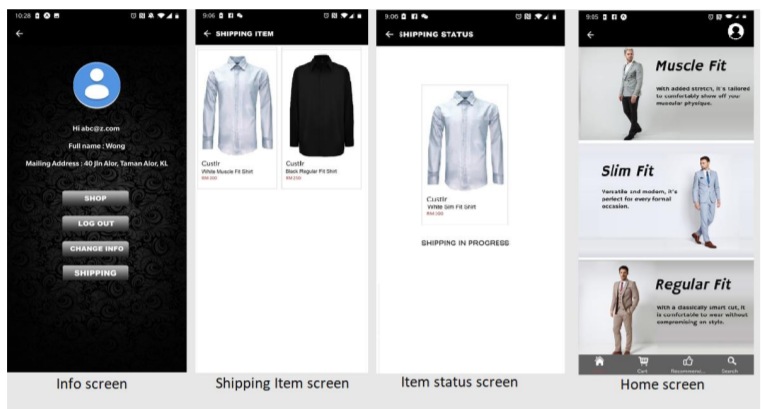 10:28
Hi abc@z.com
Full name : Wong
Mailing Address : 40 Jln Alor, Taman Alor, KL
SHOP
LOG OUT
CHANGE INFO
SHIPPING
Info screen
9:06
SHIPPING ITEM
Custlr
White Muscle Fit Shirt
Custlr
Black Regular Fit Shirt
RM 200
Shipping Item screen
9:06
SHIPPING STATUS
Custlr
White Slim Fit Shirt
SHIPPING IN PROGRESS
Item status screen
9:05
Muscle Fit
With added stretch, it's tailored
to comfortably show off your
muscular physique.
Slim Fit
Versatile and modern, it's
perfect for every formal
occasion.
Regular Fit
With a classically smart cut, it
is comfortable to wear without
compromising on style.
Cart
Recommend...
Search
Home screen